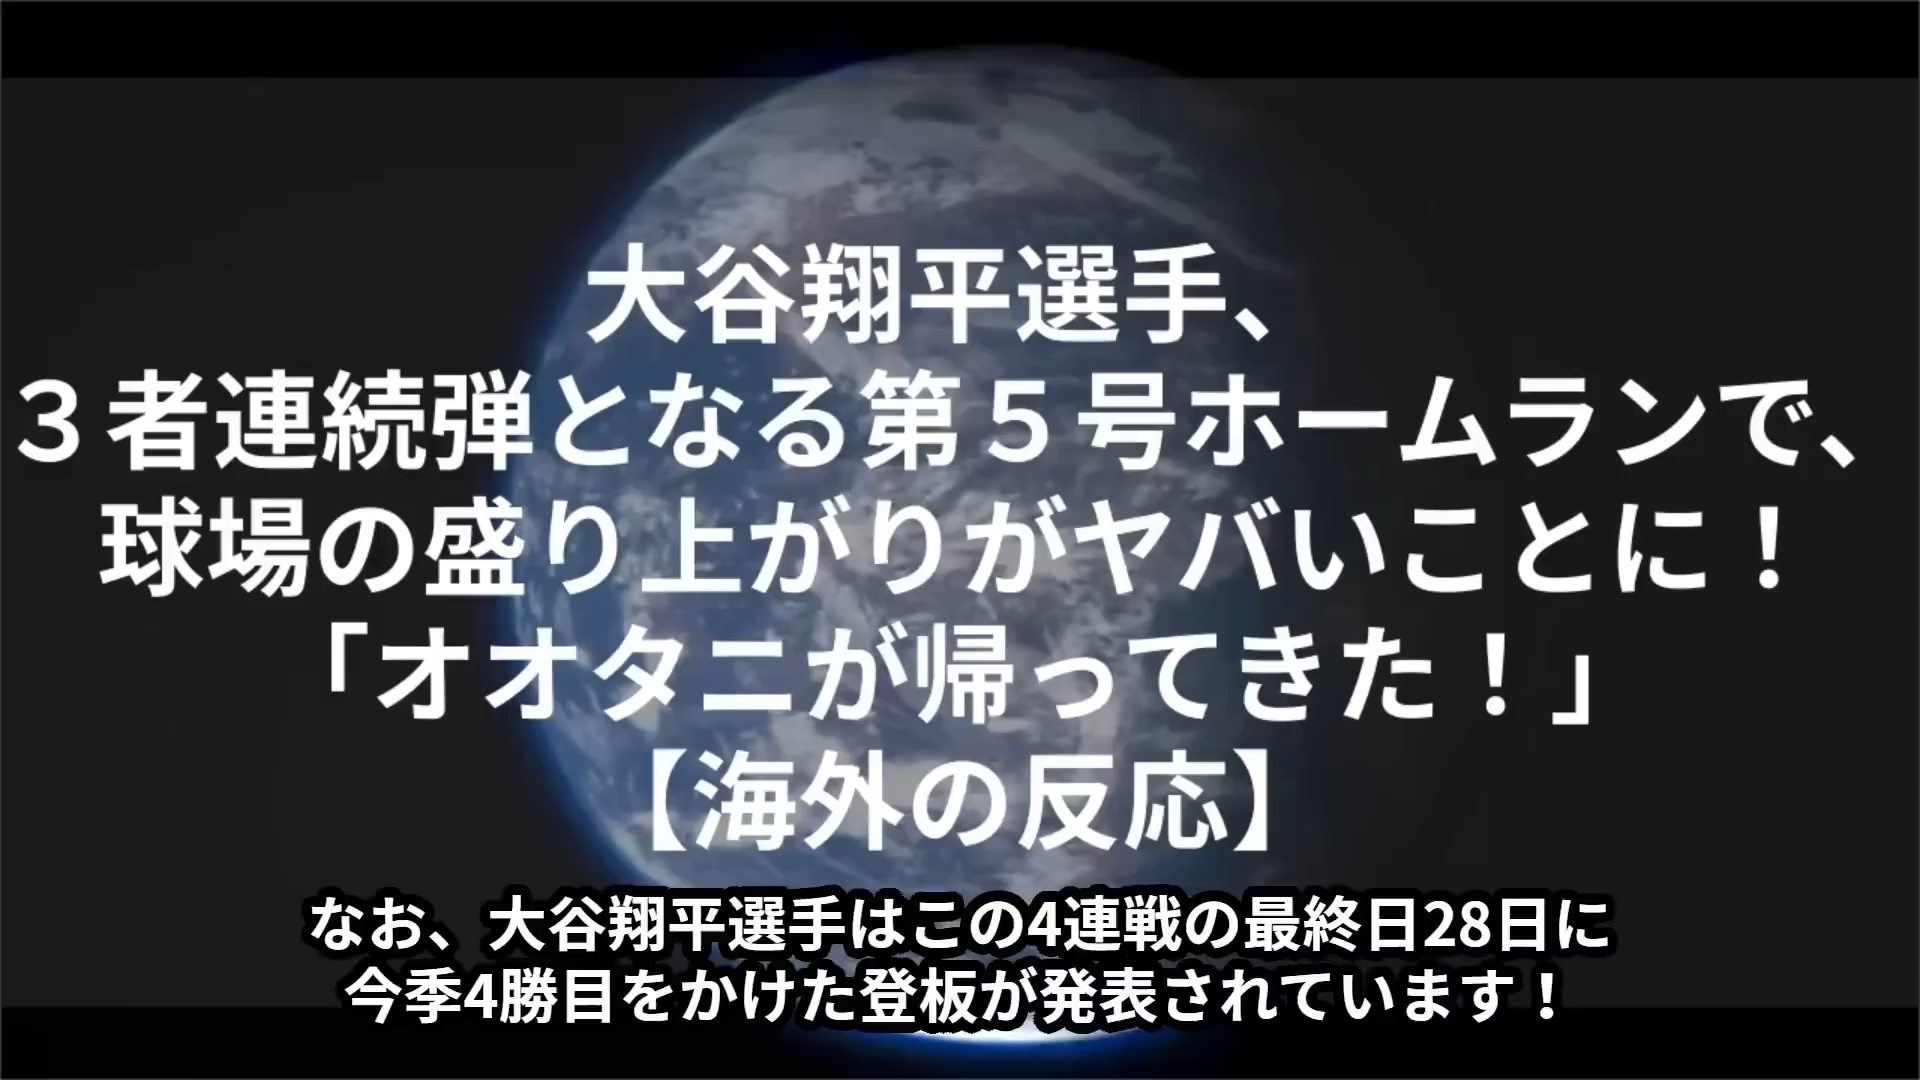 大谷翔平選手、
３者連続弾となる第５号ホームランで、
球場の盛り上がりがヤバいことに！
「オオタニが帰ってきた！」
【海外の反応】
なお、大谷翔平選手はこの4連戦の最終日28日に
今季4勝目をかけた登板が発表されています！